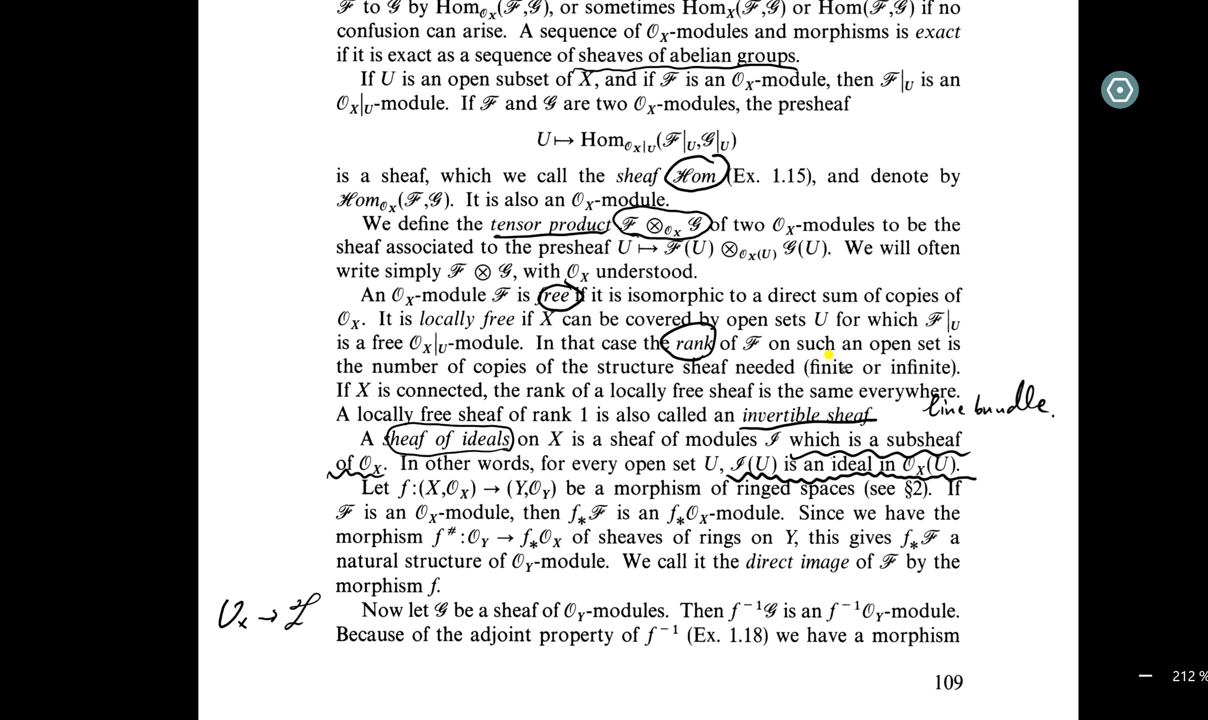 ℱ to 𝒢 by Hom_{𝒪_X}(ℱ,𝒢), or sometimes Hom_X(ℱ,𝒢) or Hom(ℱ,𝒢) if no
confusion can arise. A sequence of 𝒪_X-modules and morphisms is exact
if it is exact as a sequence of sheaves of abelian groups.
If U is an open subset of X, and if ℱ is an 𝒪_X-module, then ℱ|_U is an
𝒪_X|_U-module. If ℱ and 𝒢 are two 𝒪_X-modules, the presheaf
U ↦ Hom_{𝒪_X|_U}(ℱ|_U,𝒢|_U)
is a sheaf, which we call the sheaf ℋom (Ex. 1.15), and denote by
ℋom_{𝒪_X}(ℱ,𝒢). It is also an 𝒪_X-module.
We define the tensor product ℱ ⊗_{𝒪_X} 𝒢 of two 𝒪_X-modules to be the
sheaf associated to the presheaf U ↦ ℱ(U) ⊗_{𝒪_X(U)} 𝒢(U). We will often
write simply ℱ ⊗ 𝒢, with 𝒪_X understood.
An 𝒪_X-module ℱ is free if it is isomorphic to a direct sum of copies of
𝒪_X. It is locally free if X can be covered by open sets U for which ℱ|_U
is a free 𝒪_X|_U-module. In that case the rank of ℱ on such an open set is
the number of copies of the structure sheaf needed (finite or infinite).
If X is connected, the rank of a locally free sheaf is the same everywhere.
A locally free sheaf of rank 1 is also called an invertible sheaf.
line bundle.
A sheaf of ideals on X is a sheaf of modules ℐ which is a subsheaf
of 𝒪_X. In other words, for every open set U, ℐ(U) is an ideal in 𝒪_X(U).
Let f:(X,𝒪_X) → (Y,𝒪_Y) be a morphism of ringed spaces (see §2). If
ℱ is an 𝒪_X-module, then f_*ℱ is an f_*𝒪_X-module. Since we have the
morphism f^#:𝒪_Y → f_*𝒪_X of sheaves of rings on Y, this gives f_*ℱ a
natural structure of 𝒪_Y-module. We call it the direct image of ℱ by the
morphism f.
Now let 𝒢 be a sheaf of 𝒪_Y-modules. Then f^{-1}𝒢 is an f^{-1}𝒪_Y-module.
Because of the adjoint property of f^{-1} (Ex. 1.18) we have a morphism
109
212 %